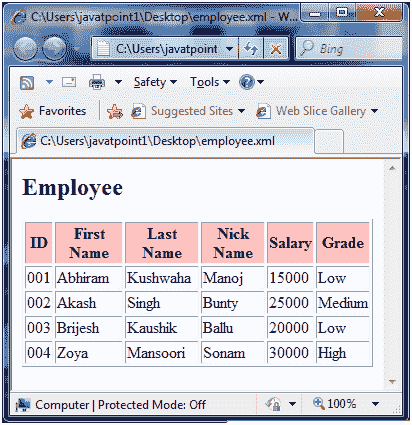 C:\Users\javatpoint1\Desktop\employee.xml - W...
C:\Users\javatpoint
Bing
Safety Tools
Favorites Suggested Sites Web Slice Gallery
C:\Users\javatpoint1\Desktop\employee.xml
Employee
ID First Name Last Name Nick Name Salary Grade
001 Abhiram Kushwaha Manoj 15000 Low
002 Akash Singh Bunty 25000 Medium
003 Brijesh Kaushik Ballu 20000 Low
004 Zoya Mansoori Sonam 30000 High
Computer | Protected Mode: Off 100%